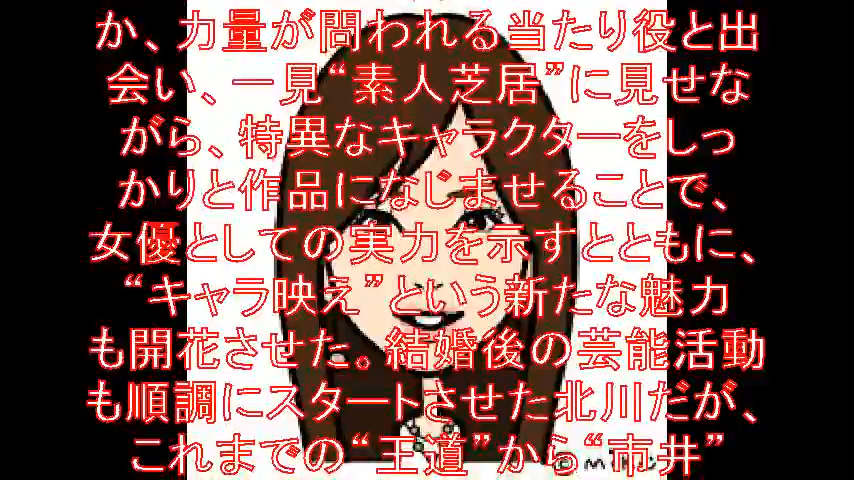 か、力量が問われる当たり役と出
会い、一見“素人芝居”に見せな
がら、特異なキャラクターをしっ
かりと作品になじませることで、
女優としての実力を示すとともに、
“キャラ映え”という新たな魅力
も開花させた。結婚後の芸能活動
も順調にスタートさせた北川だが、
これまでの“王道”から“市井”